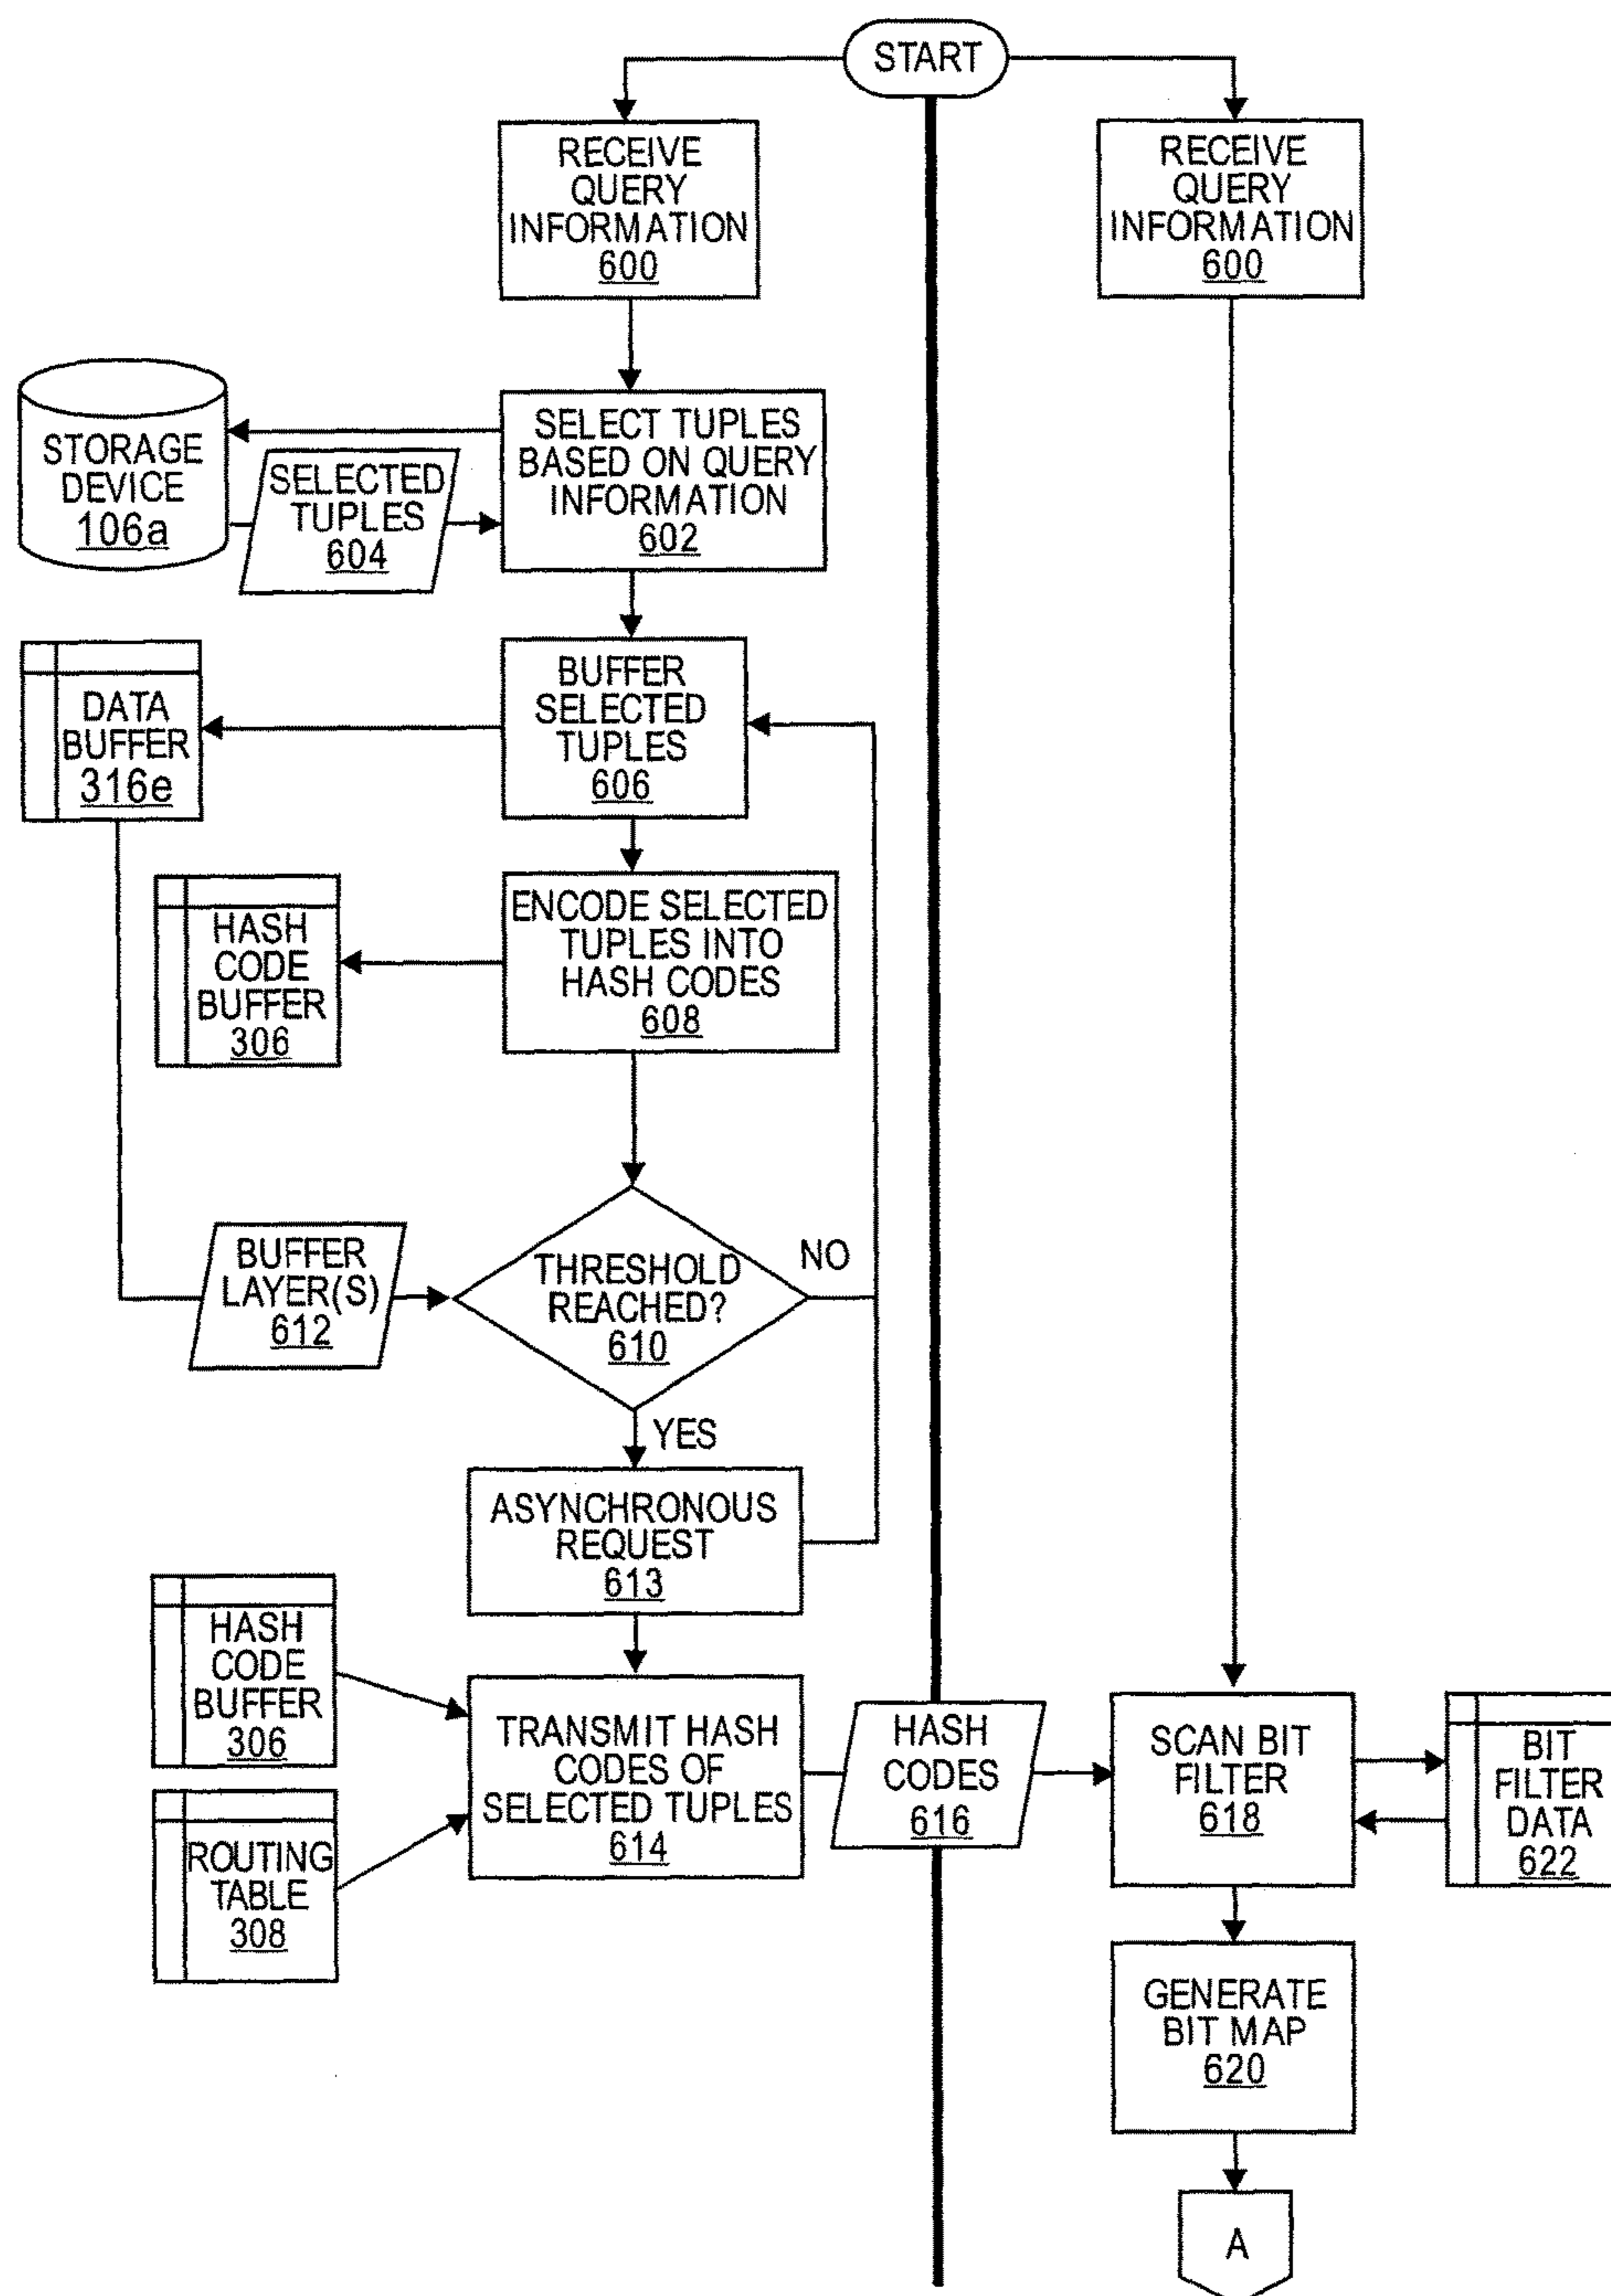 START
RECEIVE
QUERY
INFORMATION
600
RECEIVE
QUERY
INFORMATION
600
STORAGE
DEVICE
106a
SELECTED
TUPLES
604
SELECT TUPLES
BASED ON QUERY
INFORMATION
602
DATA
BUFFER
316e
BUFFER
SELECTED
TUPLES
606
HASH
CODE
BUFFER
306
ENCODE SELECTED
TUPLES INTO
HASH CODES
608
BUFFER
LAYER(S)
612
THRESHOLD
REACHED?
610
NO
YES
ASYNCHRONOUS
REQUEST
613
HASH
CODE
BUFFER
306
ROUTING
TABLE
308
TRANSMIT HASH
CODES OF
SELECTED TUPLES
614
HASH
CODES
616
SCAN BIT
FILTER
618
BIT
FILTER
DATA
622
GENERATE
BIT MAP
620
A